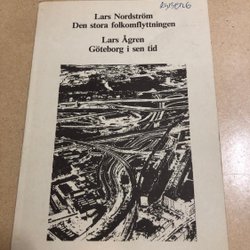 Lars Nordström
Den stora folkomflyttningen
Lars Ågren
Göteborg i sen tid